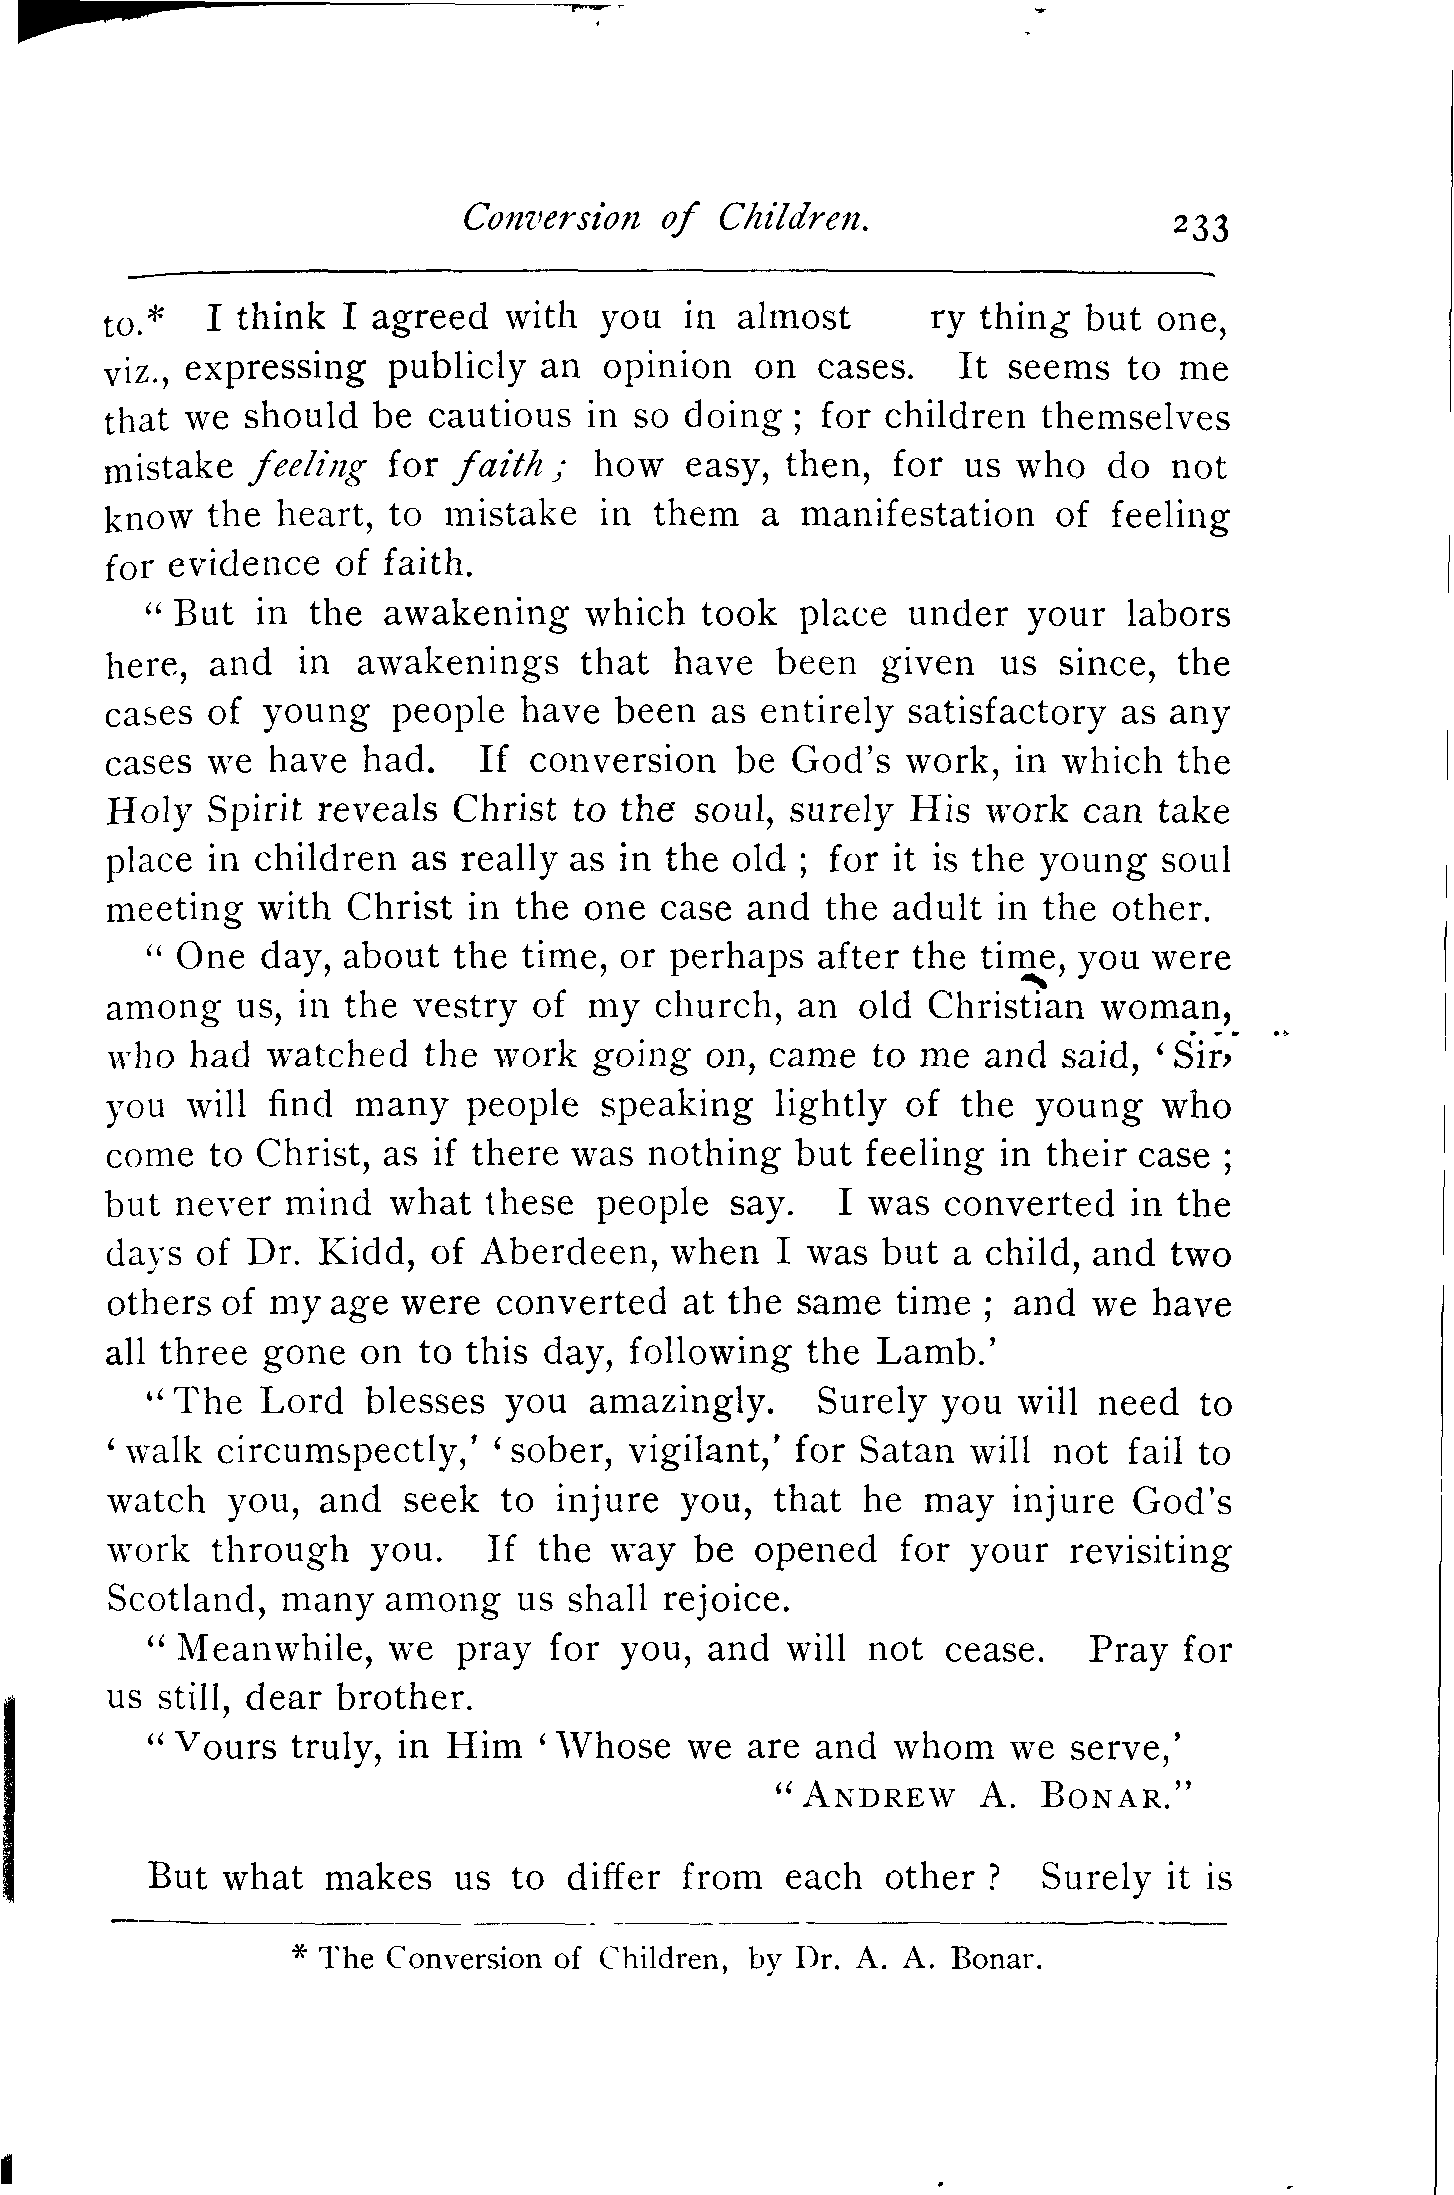 Conversion of Children. 233
to.* I think I agreed with you in almost ry thing but one,
viz., expressing publicly an opinion on cases. It seems to me
that we should be cautious in so doing ; for children themselves
mistake feeling for faith ; how easy, then, for us who do not
know the heart, to mistake in them a manifestation of feeling
for evidence of faith.
“ But in the awakening which took place under your labors
here, and in awakenings that have been given us since, the
cases of young people have been as entirely satisfactory as any
cases we have had. If conversion be God's work, in which the
Holy Spirit reveals Christ to the soul, surely His work can take
place in children as really as in the old ; for it is the young soul
meeting with Christ in the one case and the adult in the other.
“ One day, about the time, or perhaps after the time, you were
among us, in the vestry of my church, an old Christian woman,
who had watched the work going on, came to me and said, ‘ Sir,
you will find many people speaking lightly of the young who
come to Christ, as if there was nothing but feeling in their case ;
but never mind what these people say. I was converted in the
days of Dr. Kidd, of Aberdeen, when I was but a child, and two
others of my age were converted at the same time ; and we have
all three gone on to this day, following the Lamb.’
“ The Lord blesses you amazingly. Surely you will need to
‘ walk circumspectly,’ ‘ sober, vigilant,’ for Satan will not fail to
watch you, and seek to injure you, that he may injure God's
work through you. If the way be opened for your revisiting
Scotland, many among us shall rejoice.
“ Meanwhile, we pray for you, and will not cease. Pray for
us still, dear brother.
“ Yours truly, in Him ‘ Whose we are and whom we serve,’
“ ANDREW A. BONAR.”
But what makes us to differ from each other ? Surely it is
* The Conversion of Children, by Dr. A. A. Bonar.